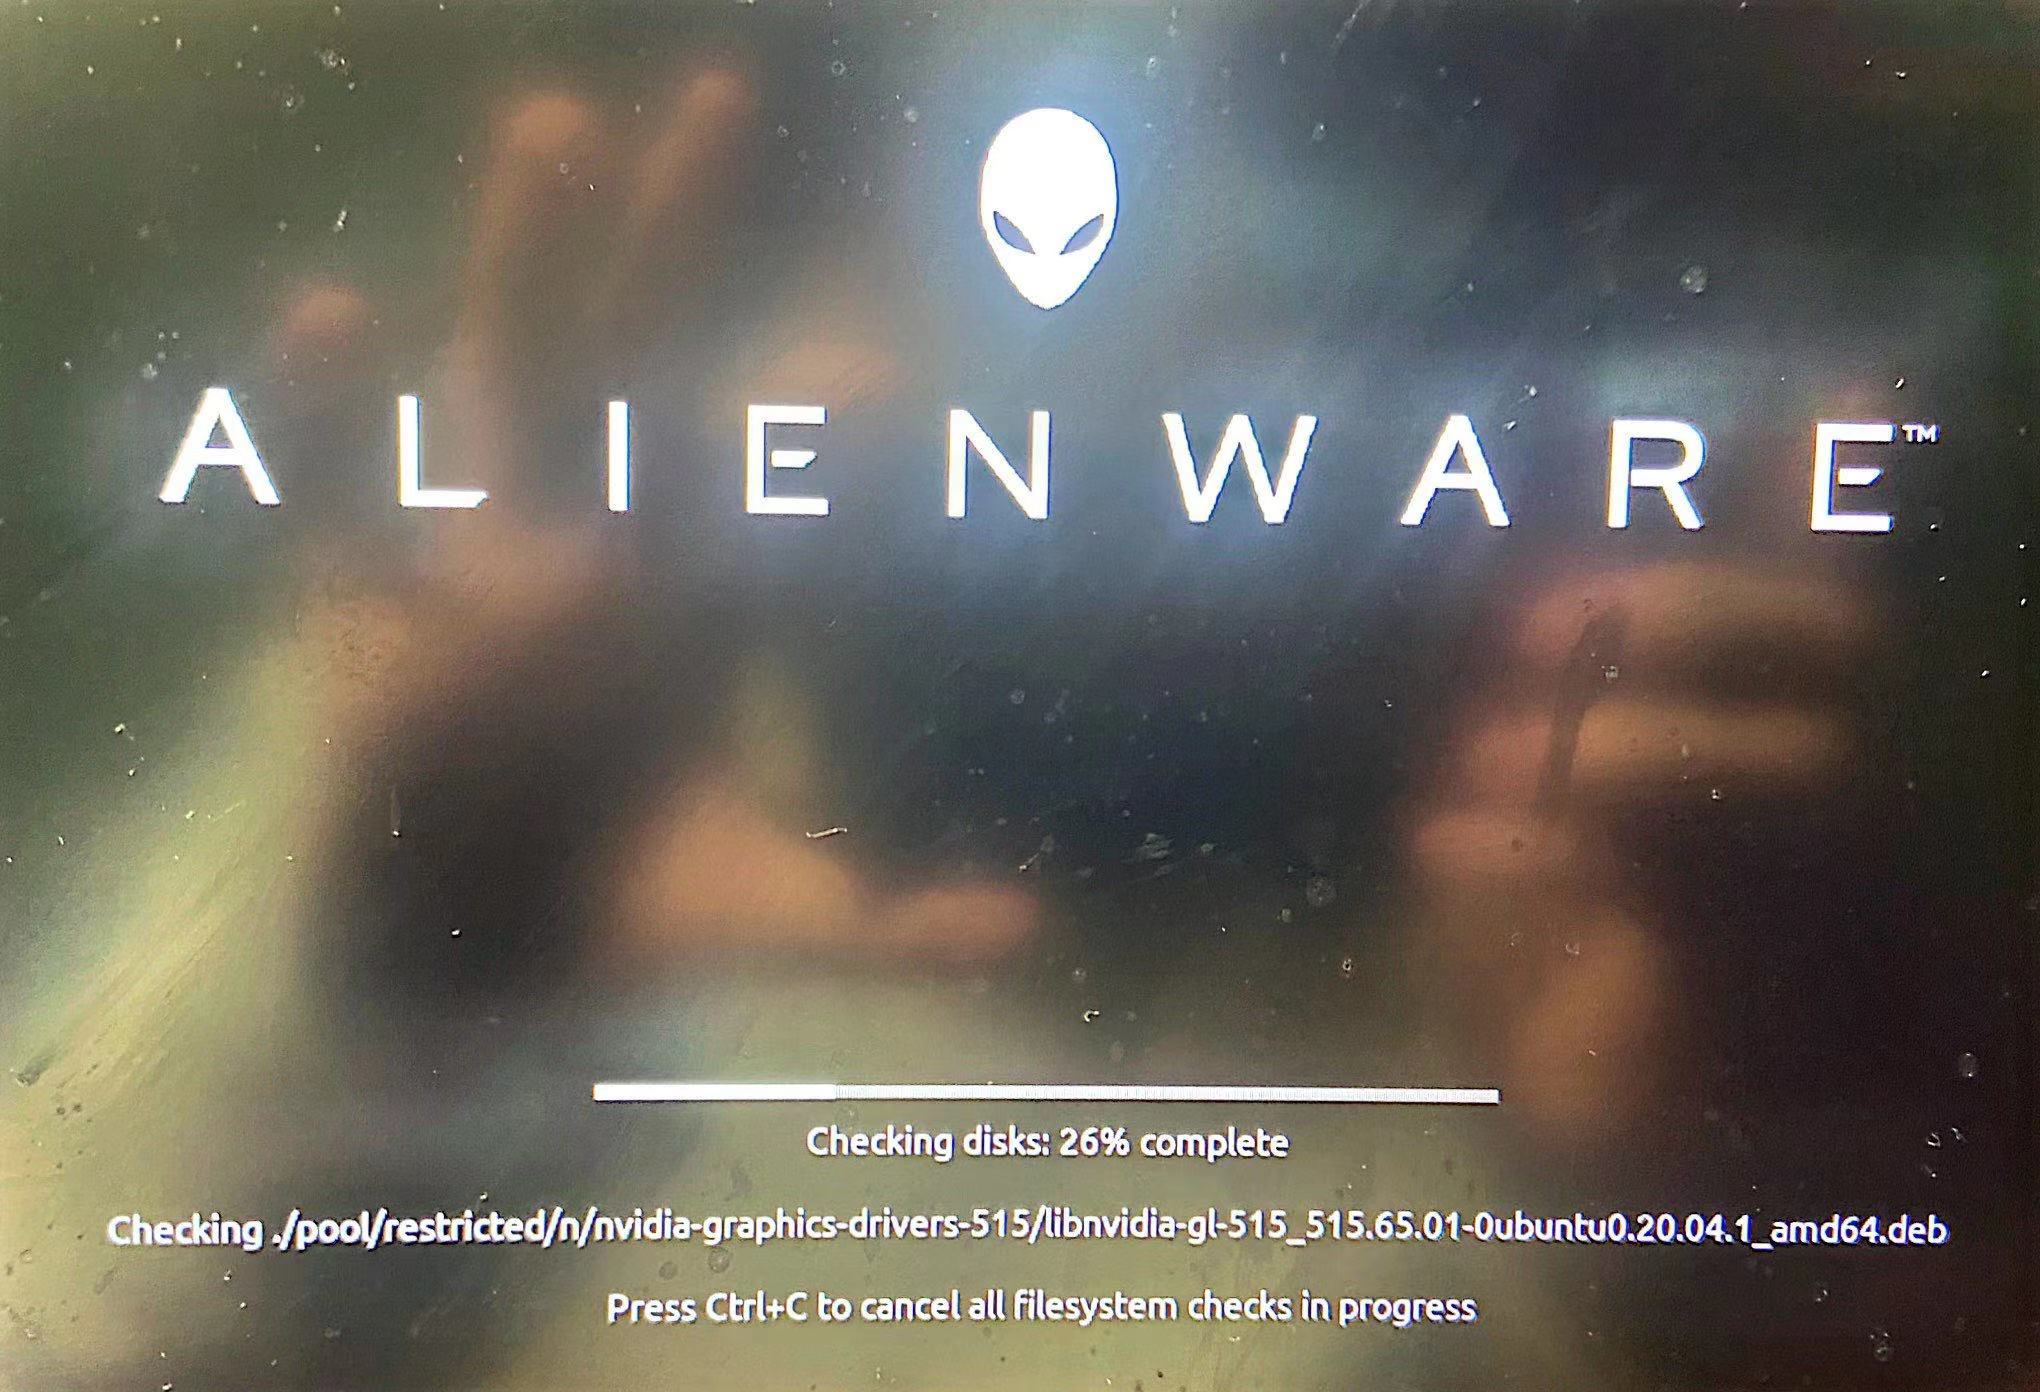 ALIENWARE™
Checking disks: 26% complete
Checking ./pool/restricted/n/nvidia-graphics-drivers-515/libnvidia-gl-515_515.65.01-0ubuntu0.20.04.1_amd64.deb
Press Ctrl+C to cancel all filesystem checks in progress